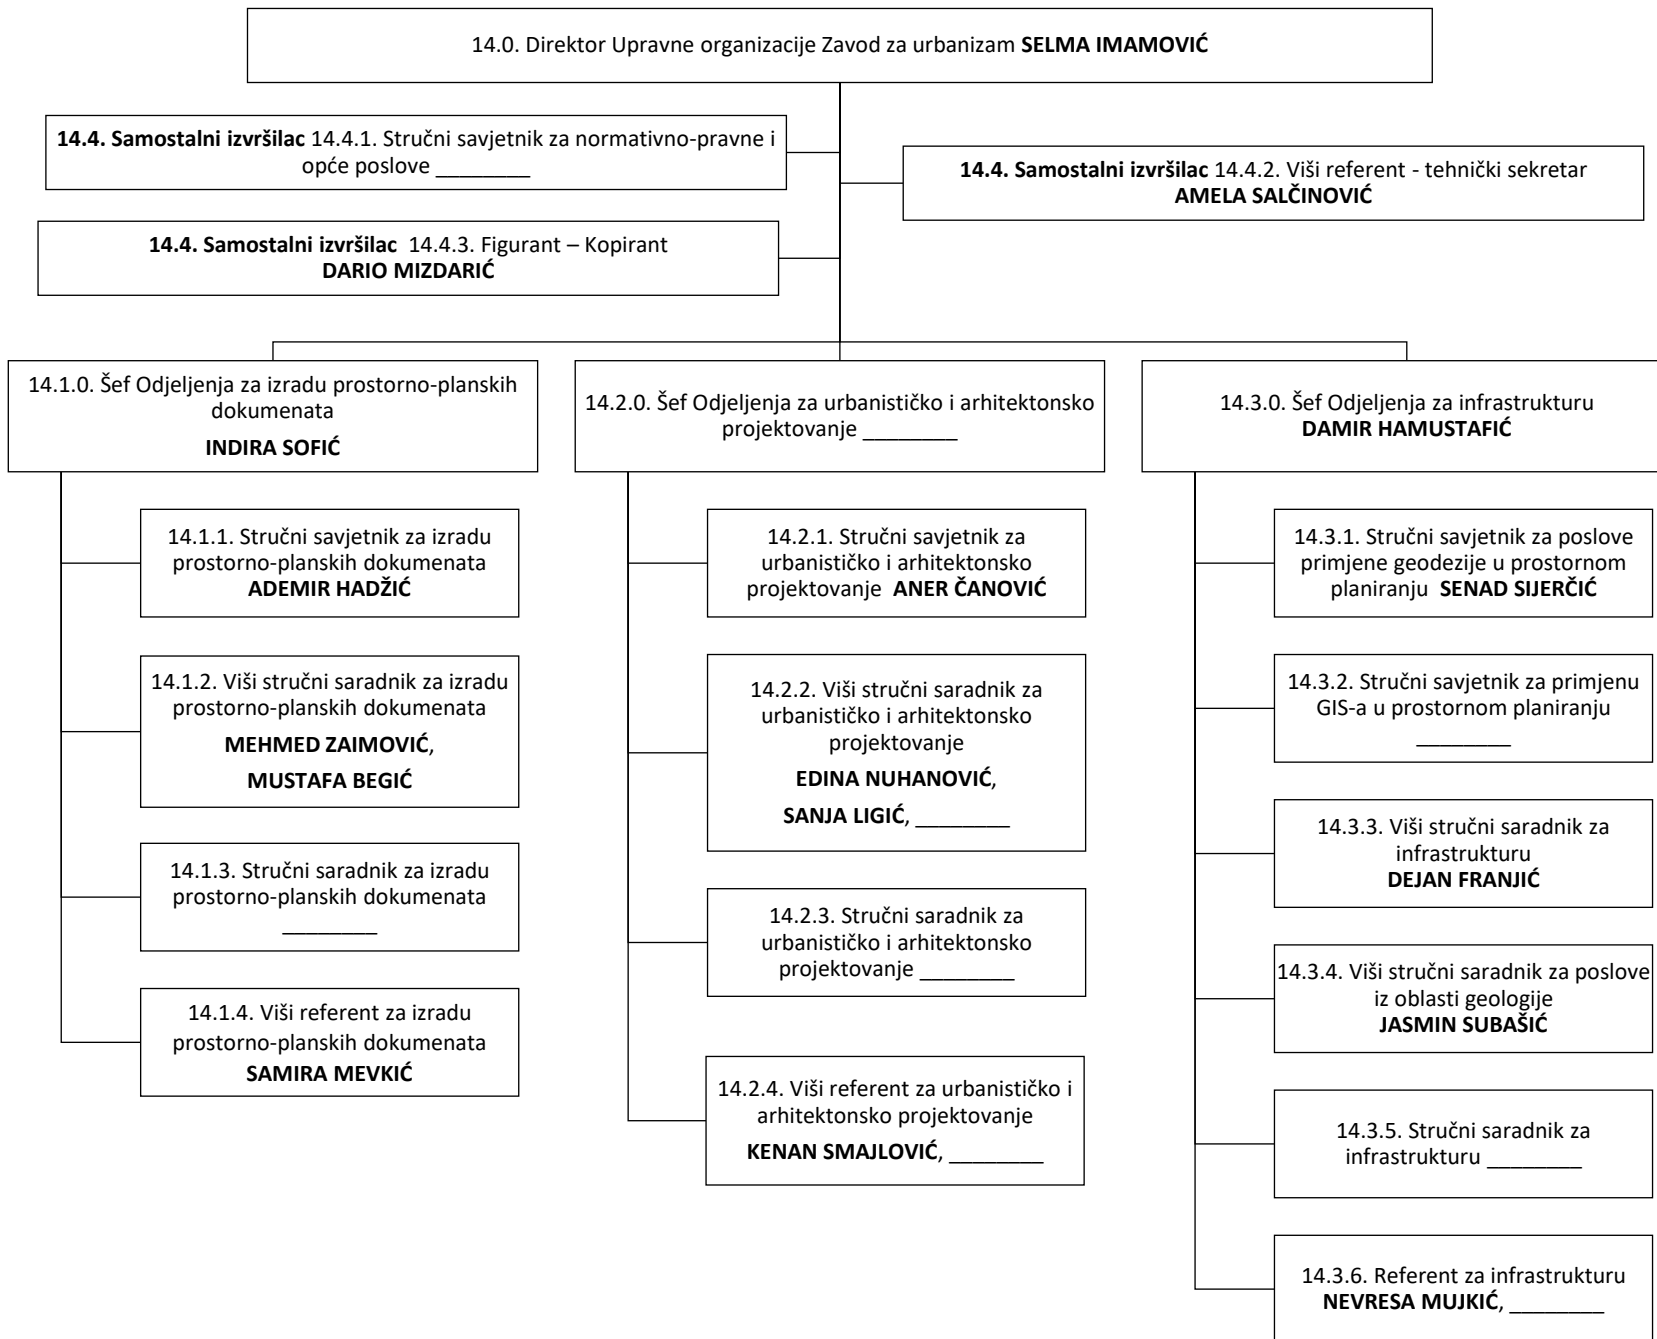 14.0. Direktor Upravne organizacije Zavod za urbanizam SELMA IMAMOVIĆ
14.4. Samostalni izvršilac 14.4.1. Stručni savjetnik za normativno-pravne i
opće poslove ________
14.4. Samostalni izvršilac 14.4.2. Viši referent - tehnički sekretar
AMELA SALČINOVIĆ
14.4. Samostalni izvršilac  14.4.3. Figurant – Kopirant
DARIO MIZDARIĆ
14.1.0. Šef Odjeljenja za izradu prostorno-planskih
dokumenata
INDIRA SOFIĆ
14.1.1. Stručni savjetnik za izradu
prostorno-planskih dokumenata
ADEMIR HADŽIĆ
14.1.2. Viši stručni saradnik za izradu
prostorno-planskih dokumenata
MEHMED ZAIMOVIĆ,
MUSTAFA BEGIĆ
14.1.3. Stručni saradnik za izradu
prostorno-planskih dokumenata
________
14.1.4. Viši referent za izradu
prostorno-planskih dokumenata
SAMIRA MEVKIĆ
14.2.0. Šef Odjeljenja za urbanističko i arhitektonsko
projektovanje ________
14.2.1. Stručni savjetnik za
urbanističko i arhitektonsko
projektovanje  ANER ČANOVIĆ
14.2.2. Viši stručni saradnik za
urbanističko i arhitektonsko
projektovanje
EDINA NUHANOVIĆ,
SANJA LIGIĆ, ________
14.2.3. Stručni saradnik za
urbanističko i arhitektonsko
projektovanje ________
14.2.4. Viši referent za urbanističko i
arhitektonsko projektovanje
KENAN SMAJLOVIĆ, ________
14.3.0. Šef Odjeljenja za infrastrukturu
DAMIR HAMUSTAFIĆ
14.3.1. Stručni savjetnik za poslove
primjene geodezije u prostornom
planiranju  SENAD SIJERČIĆ
14.3.2. Stručni savjetnik za primjenu
GIS-a u prostornom planiranju
________
14.3.3. Viši stručni saradnik za
infrastrukturu
DEJAN FRANJIĆ
14.3.4. Viši stručni saradnik za poslove
iz oblasti geologije
JASMIN SUBAŠIĆ
14.3.5. Stručni saradnik za
infrastrukturu ________
14.3.6. Referent za infrastrukturu
NEVRESA MUJKIĆ, ________